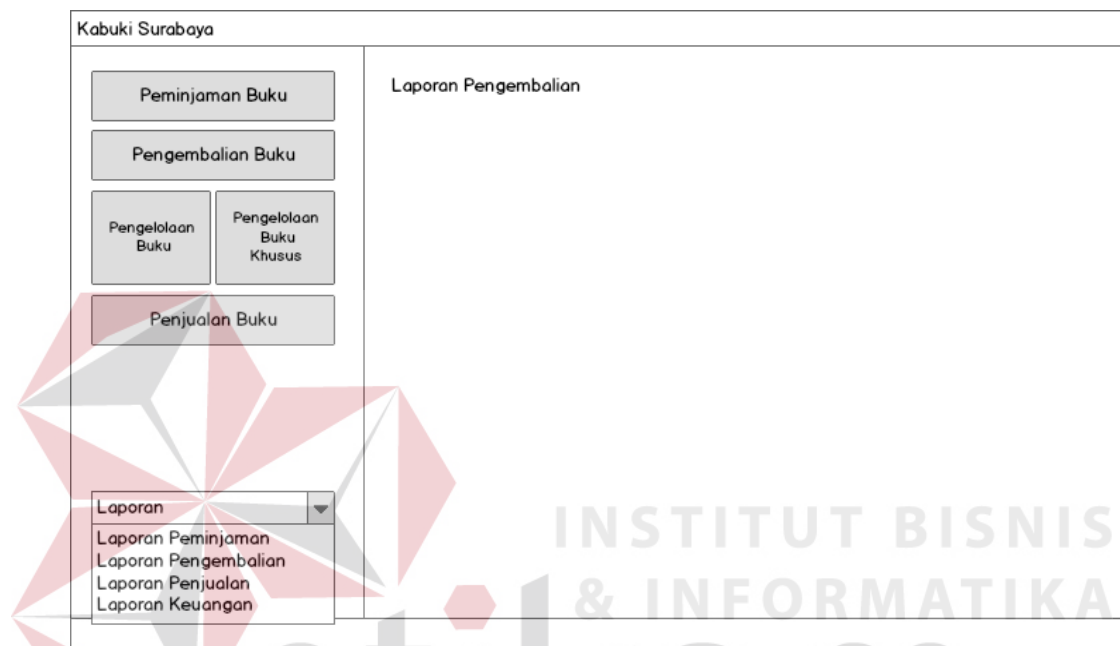 Kabuki Surabaya
Peminjaman Buku
Laporan Pengembalian
Pengembalian Buku
Pengelolaan
Buku
Pengelolaan
Buku
Khusus
Penjualan Buku
Laporan
Laporan Peminjaman
Laporan Pengembalian
Laporan Penjualan
Laporan Keuangan
INSTITUT BISNIS
& INFORMATIKA